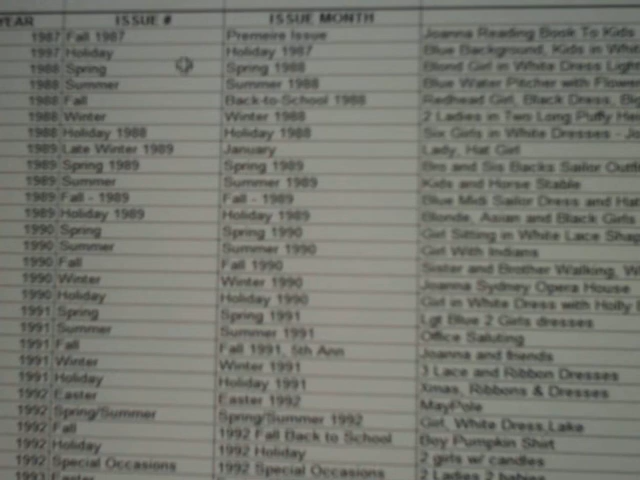 YEAR ISSUE # ISSUE MONTH
1987 Fall 1987 Premeire Issue Joanna Reading Book To Kids
1997 Holiday Holiday 1987 Blue Background, Kids in
1988 Spring Spring 1988 Blond Girl in White Dress
1988 Summer Summer 1988 Blue Water Pitcher with
1988 Fall Back-to-School 1988 Redhead Girl, Black Dress,
1988 Winter Winter 1988 2 Ladies in Two Long Puffy
1988 Holiday 1988 Holiday 1988 Six Girls in White Dresses -
1989 Late Winter 1989 January Lady, Hat Girl
1989 Spring 1989 Spring 1989 Bro and Sis Backs Sailor
1989 Summer Summer 1989 Kids and Horse Stable
1989 Fall - 1989 Fall - 1989 Blue Midi Sailor Dress and Hat
1989 Holiday 1989 Holiday 1989 Blonde, Asian and Black Girls
1990 Spring Spring 1990 Girl Sitting in White Lace
1990 Summer Summer 1990 Girl With Indians
1990 Fall Fall 1990 Sister and Brother Walking,
1990 Winter Winter 1990 Joanna Sydney Opera House
1990 Holiday Holiday 1990 Girl in White Dress with Holly
1991 Spring Spring 1991 Lgt Blue 2 Girls dresses
1991 Summer Summer 1991 Office Saluting
1991 Fall Fall 1991, 5th Ann Joanna and friends
1991 Winter Winter 1991 3 Lace and Ribbon Dresses
1991 Holiday Holiday 1991 Xmas, Ribbons & Dresses
1992 Easter Easter 1992 MayPole
1992 Spring/Summer Spring/Summer 1992 Girl, White Dress,Lake
1992 Fall 1992 Fall Back to School Boy Pumpkin Shirt
1992 Holiday 1992 Holiday 2 girls w/ candles
1992 Special Occasions 1992 Special Occasions 2 Ladies 2 babies
1993 Easter